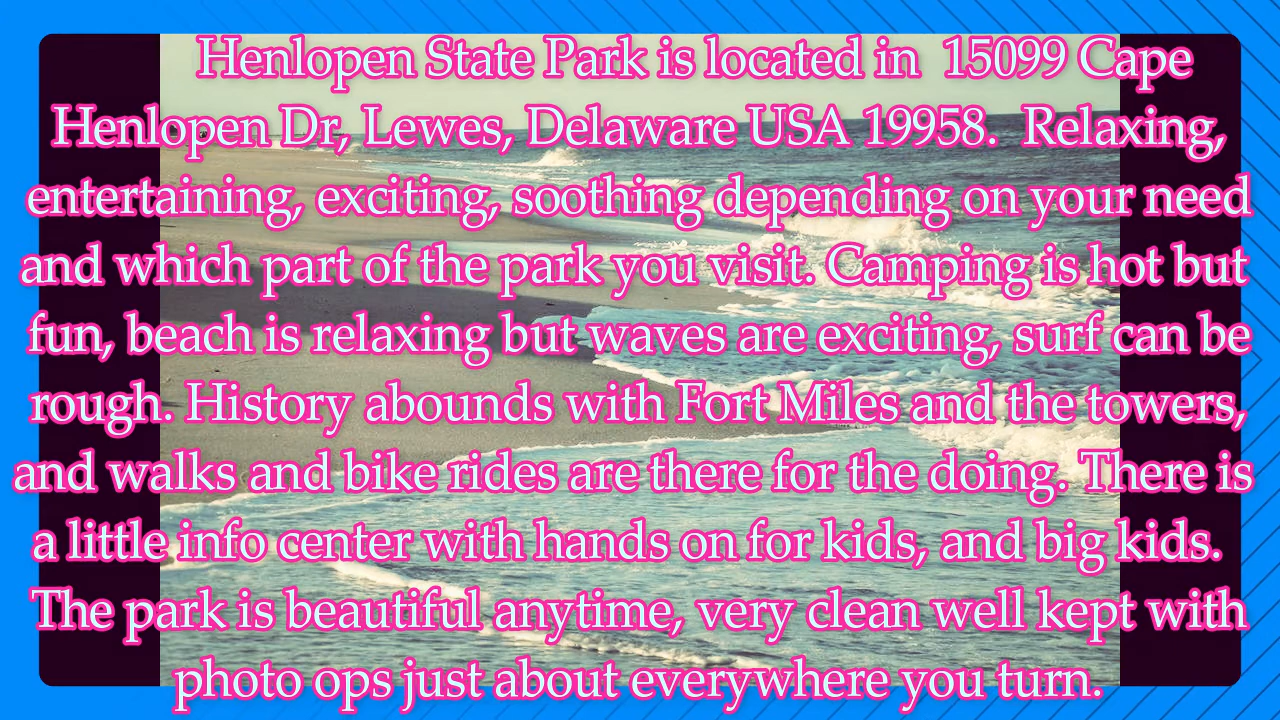 Henlopen State Park is located in 15099 Cape
Henlopen Dr, Lewes, Delaware USA 19958. Relaxing,
entertaining, exciting, soothing depending on your need
and which part of the park you visit. Camping is hot but
fun, beach is relaxing but waves are exciting, surf can be
rough. History abounds with Fort Miles and the towers,
and walks and bike rides are there for the doing. There is
a little info center with hands on for kids, and big kids.
The park is beautiful anytime, very clean well kept with
photo ops just about everywhere you turn.